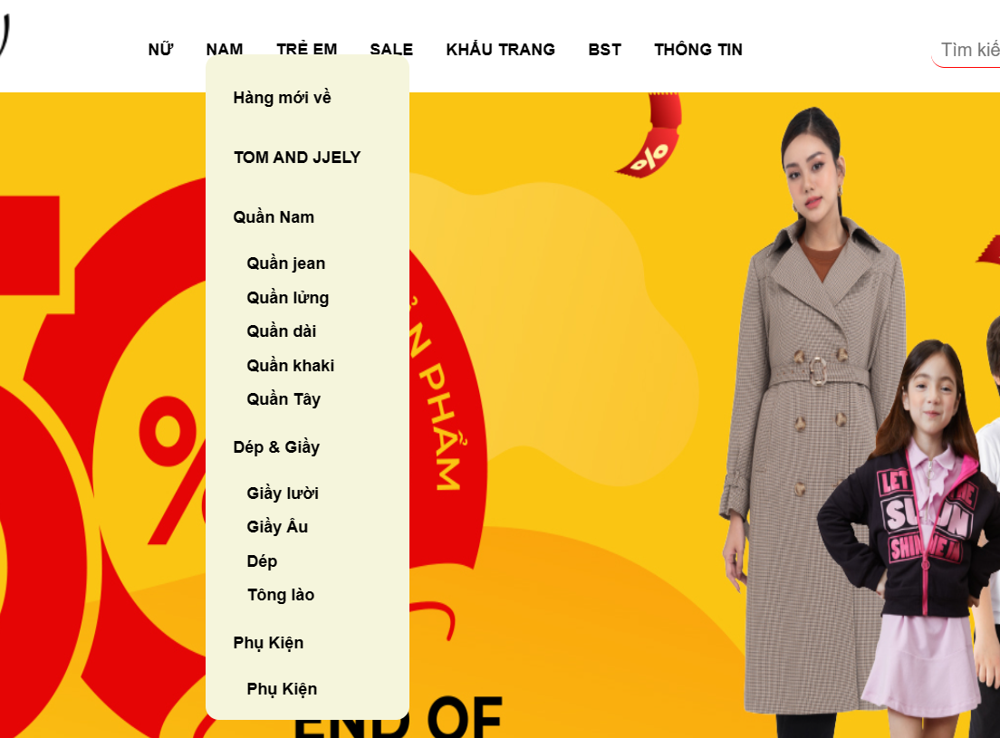 NỮ NAM TRẺ EM SALE KHẨU TRANG BST THÔNG TIN Tìm kiế
Hàng mới về
TOM AND JJELY
Quần Nam
Quần jean
Quần lửng
Quần dài
Quần khaki
Quần Tây
Dép & Giầy
Giầy lười
Giầy Âu
Dép
Tông lào
Phụ Kiện
Phụ Kiện
%
%
PHẨM
END OF
LET
SHINE IN